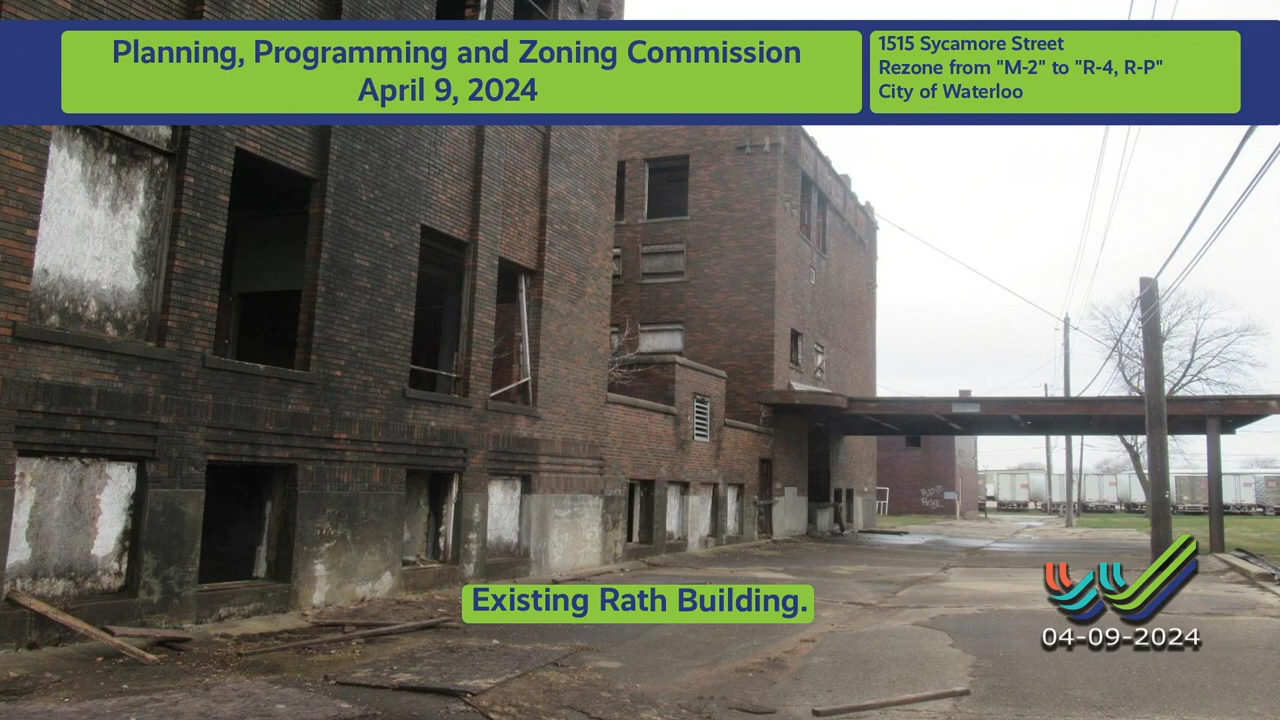 Planning, Programming and Zoning Commission
April 9, 2024
1515 Sycamore Street
Rezone from "M-2" to "R-4, R-P"
City of Waterloo
Existing Rath Building.
04-09-2024